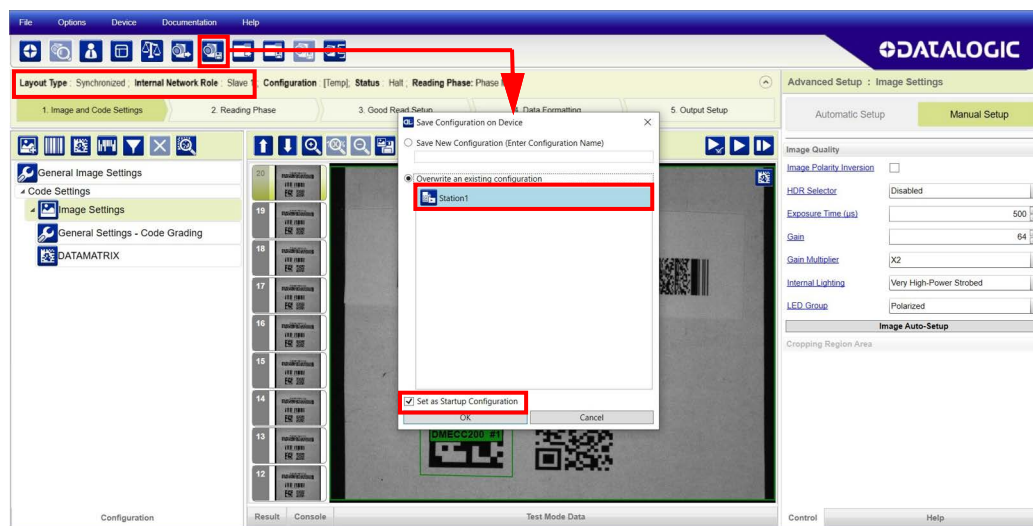 File Options Device Documentation Help
DATALOGIC
Layout Type : Synchronized ; Internal Network Role : Slave 1 ; Configuration : [Temp], Status : Halt ; Reading Phase: Phase
Advanced Setup : Image Settings
1. Image and Code Settings 2. Reading Phase 3. Good Read Setup 4. Data Formatting 5. Output Setup
Automatic Setup Manual Setup
Save Configuration on Device
Save New Configuration (Enter Configuration Name)
Overwrite an existing configuration
Station1
Set as Startup Configuration
OK Cancel
General Image Settings
Code Settings
Image Settings
General Settings - Code Grading
DATAMATRIX
20
19
18
17
16
15
14
13
12
DMECC200 #1
Image Quality
Image Polarity Inversion
HDR Selector Disabled
Exposure Time (µs) 500
Gain 64
Gain Multiplier X2
Internal Lighting Very High-Power Strobed
LED Group Polarized
Image Auto-Setup
Cropping Region Area
Configuration Result Console Test Mode Data Control Help